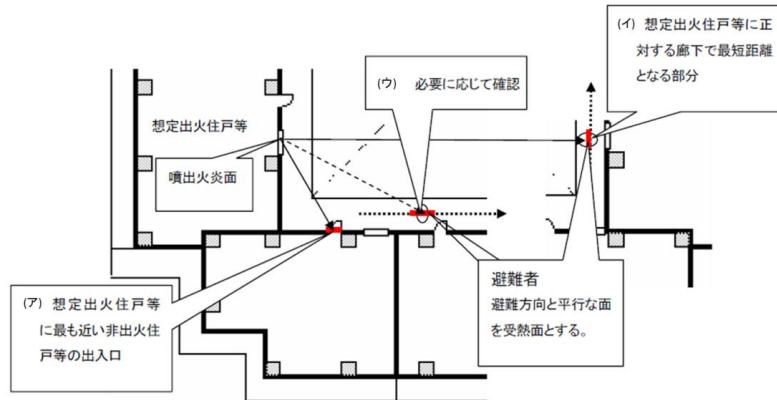 (イ) 想定出火住戸等に正
対する廊下で最短距離
となる部分
(ウ) 必要に応じて確認
想定出火住戸等
噴出火炎面
避難者
避難方向と平行な面
を受熱面とする。
(ア) 想定出火住戸等
に最も近い非出火住
戸等の出入口